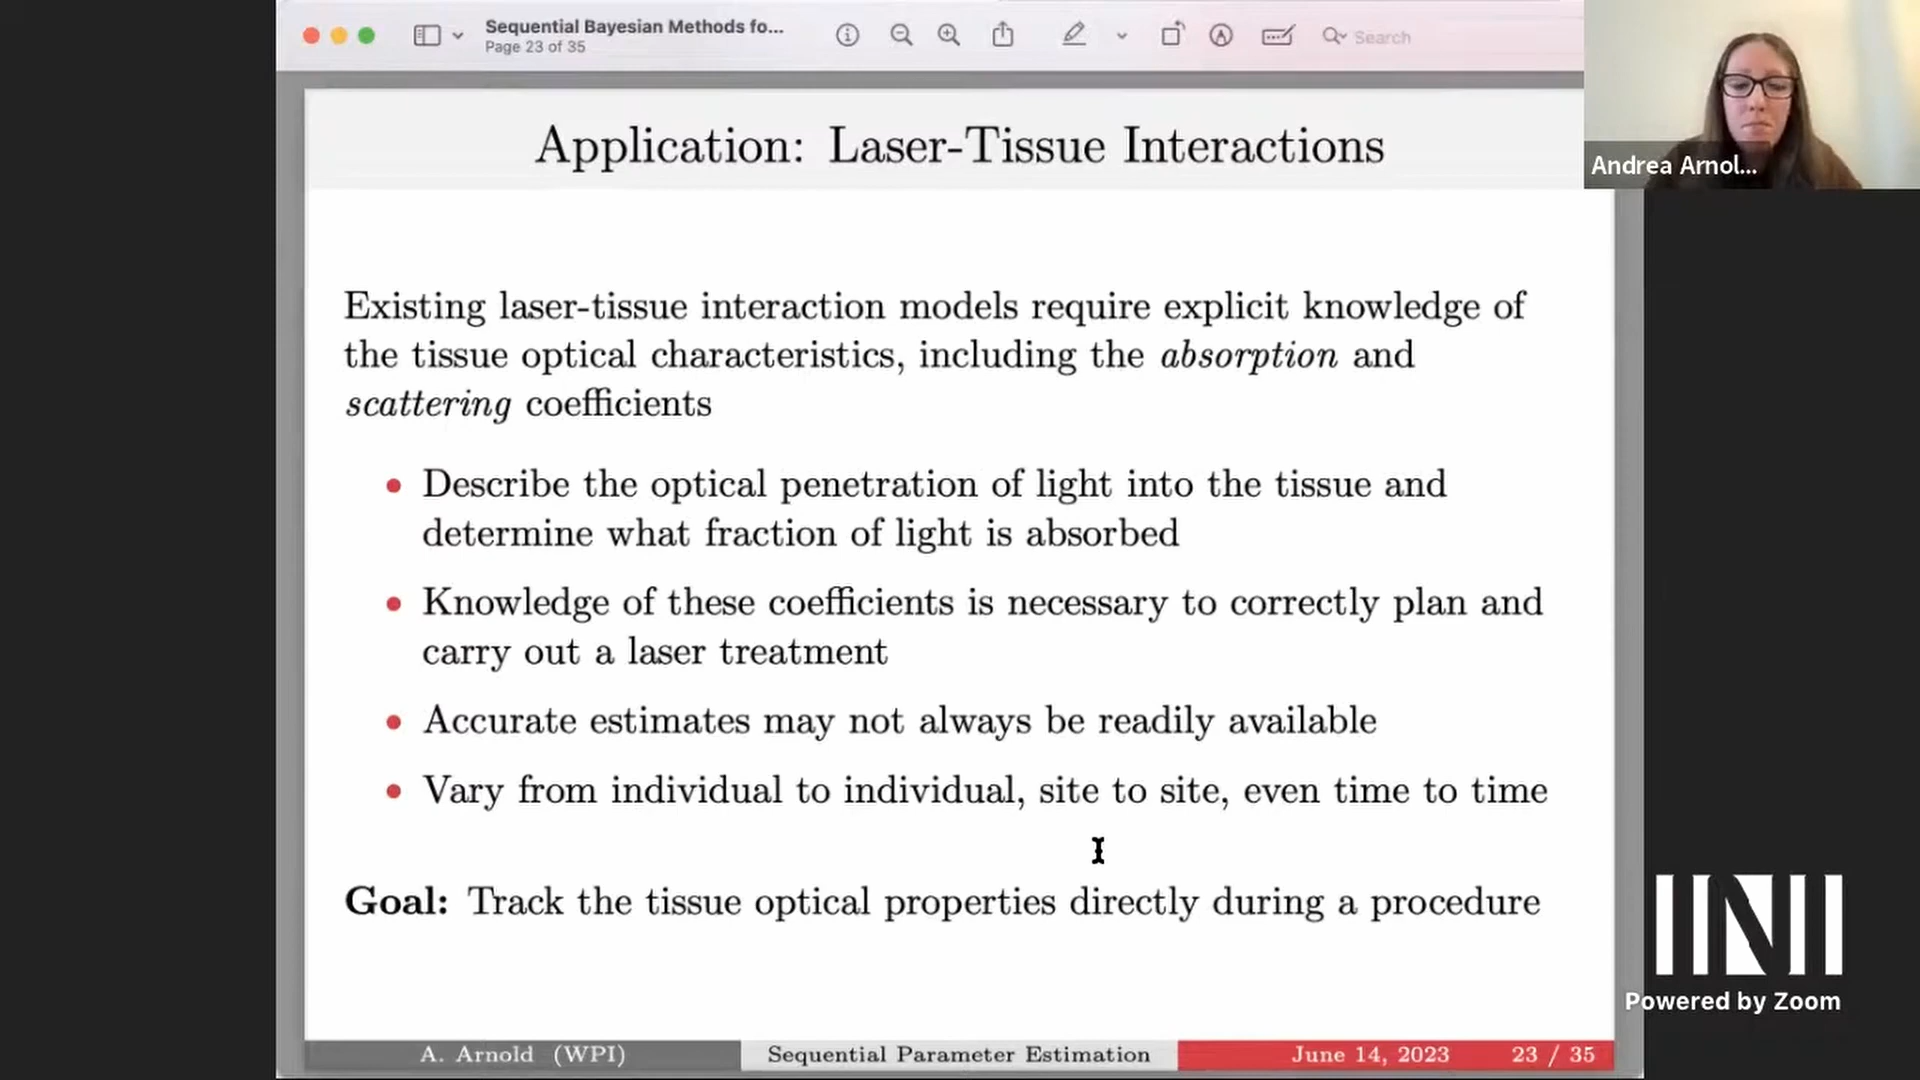 Sequential Bayesian Methods fo...
Page 23 of 35
Search
Andrea Arnol...
Application: Laser-Tissue Interactions
Existing laser-tissue interaction models require explicit knowledge of
the tissue optical characteristics, including the absorption and
scattering coefficients
Describe the optical penetration of light into the tissue and
determine what fraction of light is absorbed
Knowledge of these coefficients is necessary to correctly plan and
carry out a laser treatment
Accurate estimates may not always be readily available
Vary from individual to individual, site to site, even time to time
Goal: Track the tissue optical properties directly during a procedure
INI
Powered by Zoom
A. Arnold (WPI)
Sequential Parameter Estimation
June 14, 2023 23 / 35